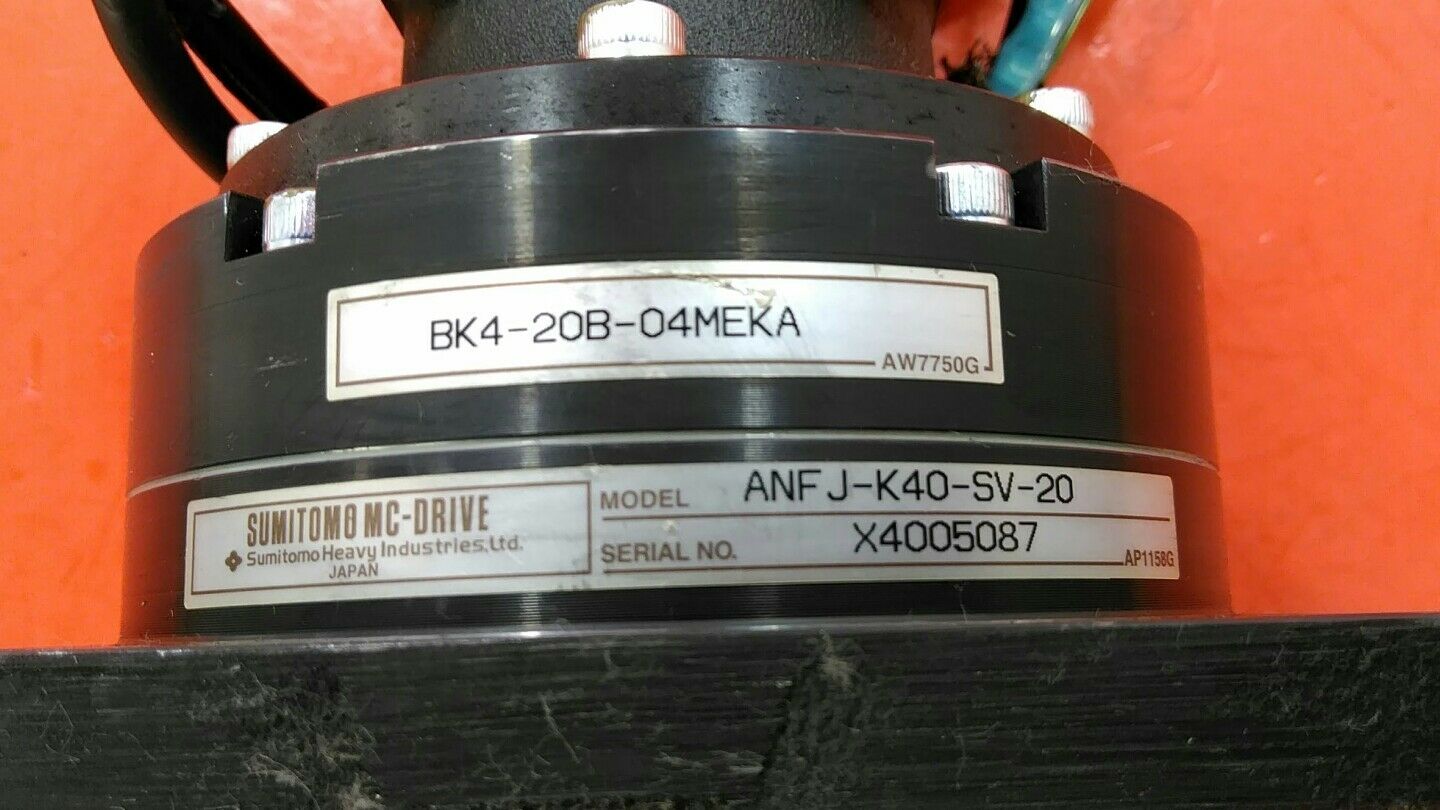 BK4-20B-04MEKA
AW7750G
SUMITOMO MC-DRIVE
Sumitomo Heavy Industries,Ltd.
JAPAN
MODEL ANFJ-K40-SV-20
SERIAL NO. X4005087
AP1158G